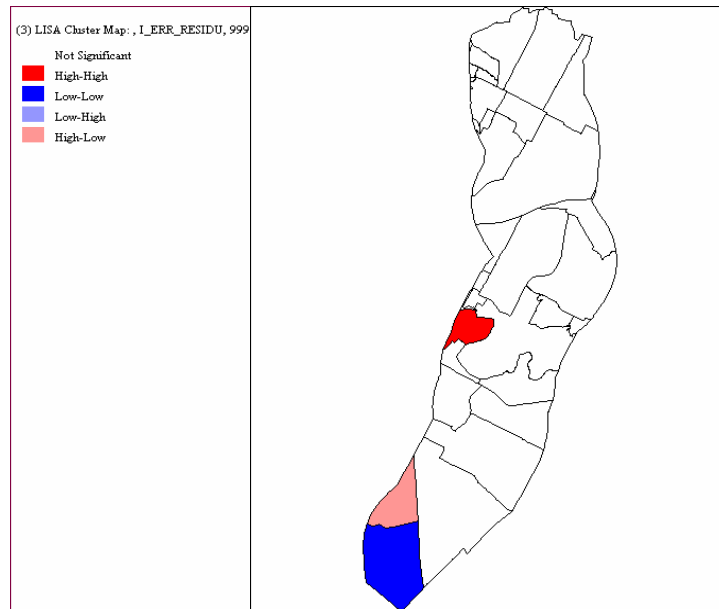 (3) LISA Cluster Map: , I_ERR_RESIDU, 999
Not Significant
High-High
Low-Low
Low-High
High-Low